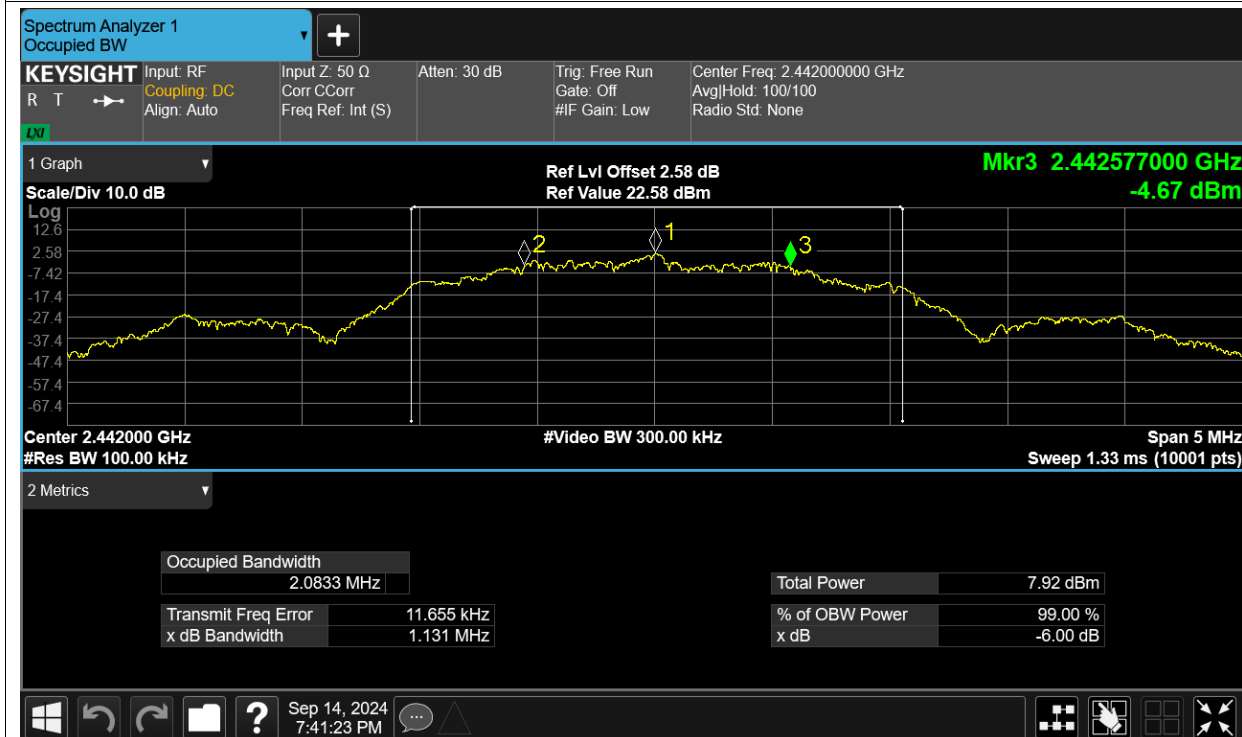 Spectrum Analyzer 1
Occupied BW
KEYSIGHT
R T
LXI
Input: RF
Coupling: DC
Align: Auto
Input Z: 50 Ω
Corr CCorr
Freq Ref: Int (S)
Atten: 30 dB
Trig: Free Run
Gate: Off
#IF Gain: Low
Center Freq: 2.442000000 GHz
Avg|Hold: 100/100
Radio Std: None
1 Graph
Scale/Div 10.0 dB
Ref Lvl Offset 2.58 dB
Ref Value 22.58 dBm
Mkr3 2.442577000 GHz
-4.67 dBm
Log
12.6
2.58
-7.42
-17.4
-27.4
-37.4
-47.4
-57.4
-67.4
2
1
3
Center 2.442000 GHz
#Res BW 100.00 kHz
#Video BW 300.00 kHz
Span 5 MHz
Sweep 1.33 ms (10001 pts)
2 Metrics
Occupied Bandwidth
2.0833 MHz
Transmit Freq Error 11.655 kHz
x dB Bandwidth 1.131 MHz
Total Power 7.92 dBm
% of OBW Power 99.00 %
x dB -6.00 dB
?
Sep 14, 2024
7:41:23 PM